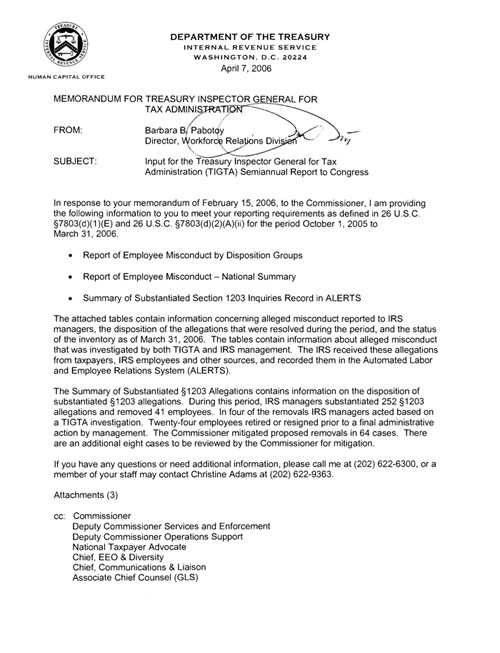 DEPARTMENT OF THE TREASURY
INTERNAL REVENUE SERVICE
WASHINGTON, D.C. 20224
HUMAN CAPITAL OFFICE
April 7, 2006
MEMORANDUM FOR TREASURY INSPECTOR GENERAL FOR
TAX ADMINISTRATION
FROM: Barbara B. Pabotoy
Director, Workforce Relations Division
SUBJECT: Input for the Treasury Inspector General for Tax
Administration (TIGTA) Semiannual Report to Congress
In response to your memorandum of February 15, 2006, to the Commissioner, I am providing
the following information to you to meet your reporting requirements as defined in 26 U.S.C.
§7803(d)(1)(E) and 26 U.S.C. §7803(d)(2)(A)(ii) for the period October 1, 2005 to
March 31, 2006.
• Report of Employee Misconduct by Disposition Groups
• Report of Employee Misconduct – National Summary
• Summary of Substantiated Section 1203 Inquiries Record in ALERTS
The attached tables contain information concerning alleged misconduct reported to IRS
managers, the disposition of the allegations that were resolved during the period, and the status
of the inventory as of March 31, 2006. The tables contain information about alleged misconduct
that was investigated by both TIGTA and IRS management. The IRS received these allegations
from taxpayers, IRS employees and other sources, and recorded them in the Automated Labor
and Employee Relations System (ALERTS).
The Summary of Substantiated §1203 Allegations contains information on the disposition of
substantiated §1203 allegations. During this period, IRS managers substantiated 252 §1203
allegations and removed 41 employees. In four of the removals IRS managers acted based on
a TIGTA investigation. Twenty-four employees retired or resigned prior to a final administrative
action by management. The Commissioner mitigated proposed removals in 64 cases. There
are an additional eight cases to be reviewed by the Commissioner for mitigation.
If you have any questions or need additional information, please call me at (202) 622-6300, or a
member of your staff may contact Christine Adams at (202) 622-9363.
Attachments (3)
cc: Commissioner
Deputy Commissioner Services and Enforcement
Deputy Commissioner Operations Support
National Taxpayer Advocate
Chief, EEO & Diversity
Chief, Communications & Liaison
Associate Chief Counsel (GLS)